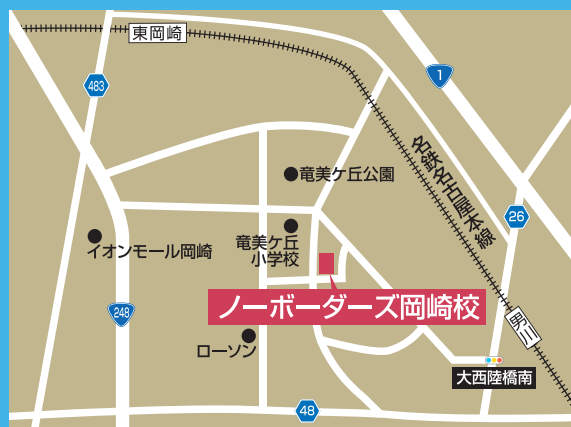 東岡崎
483
1
名鉄名古屋本線
竜美ケ丘公園
26
竜美ケ丘
小学校
イオンモール岡崎
ノーボーダーズ岡崎校
248
男川
ローソン
大西陸橋南
48